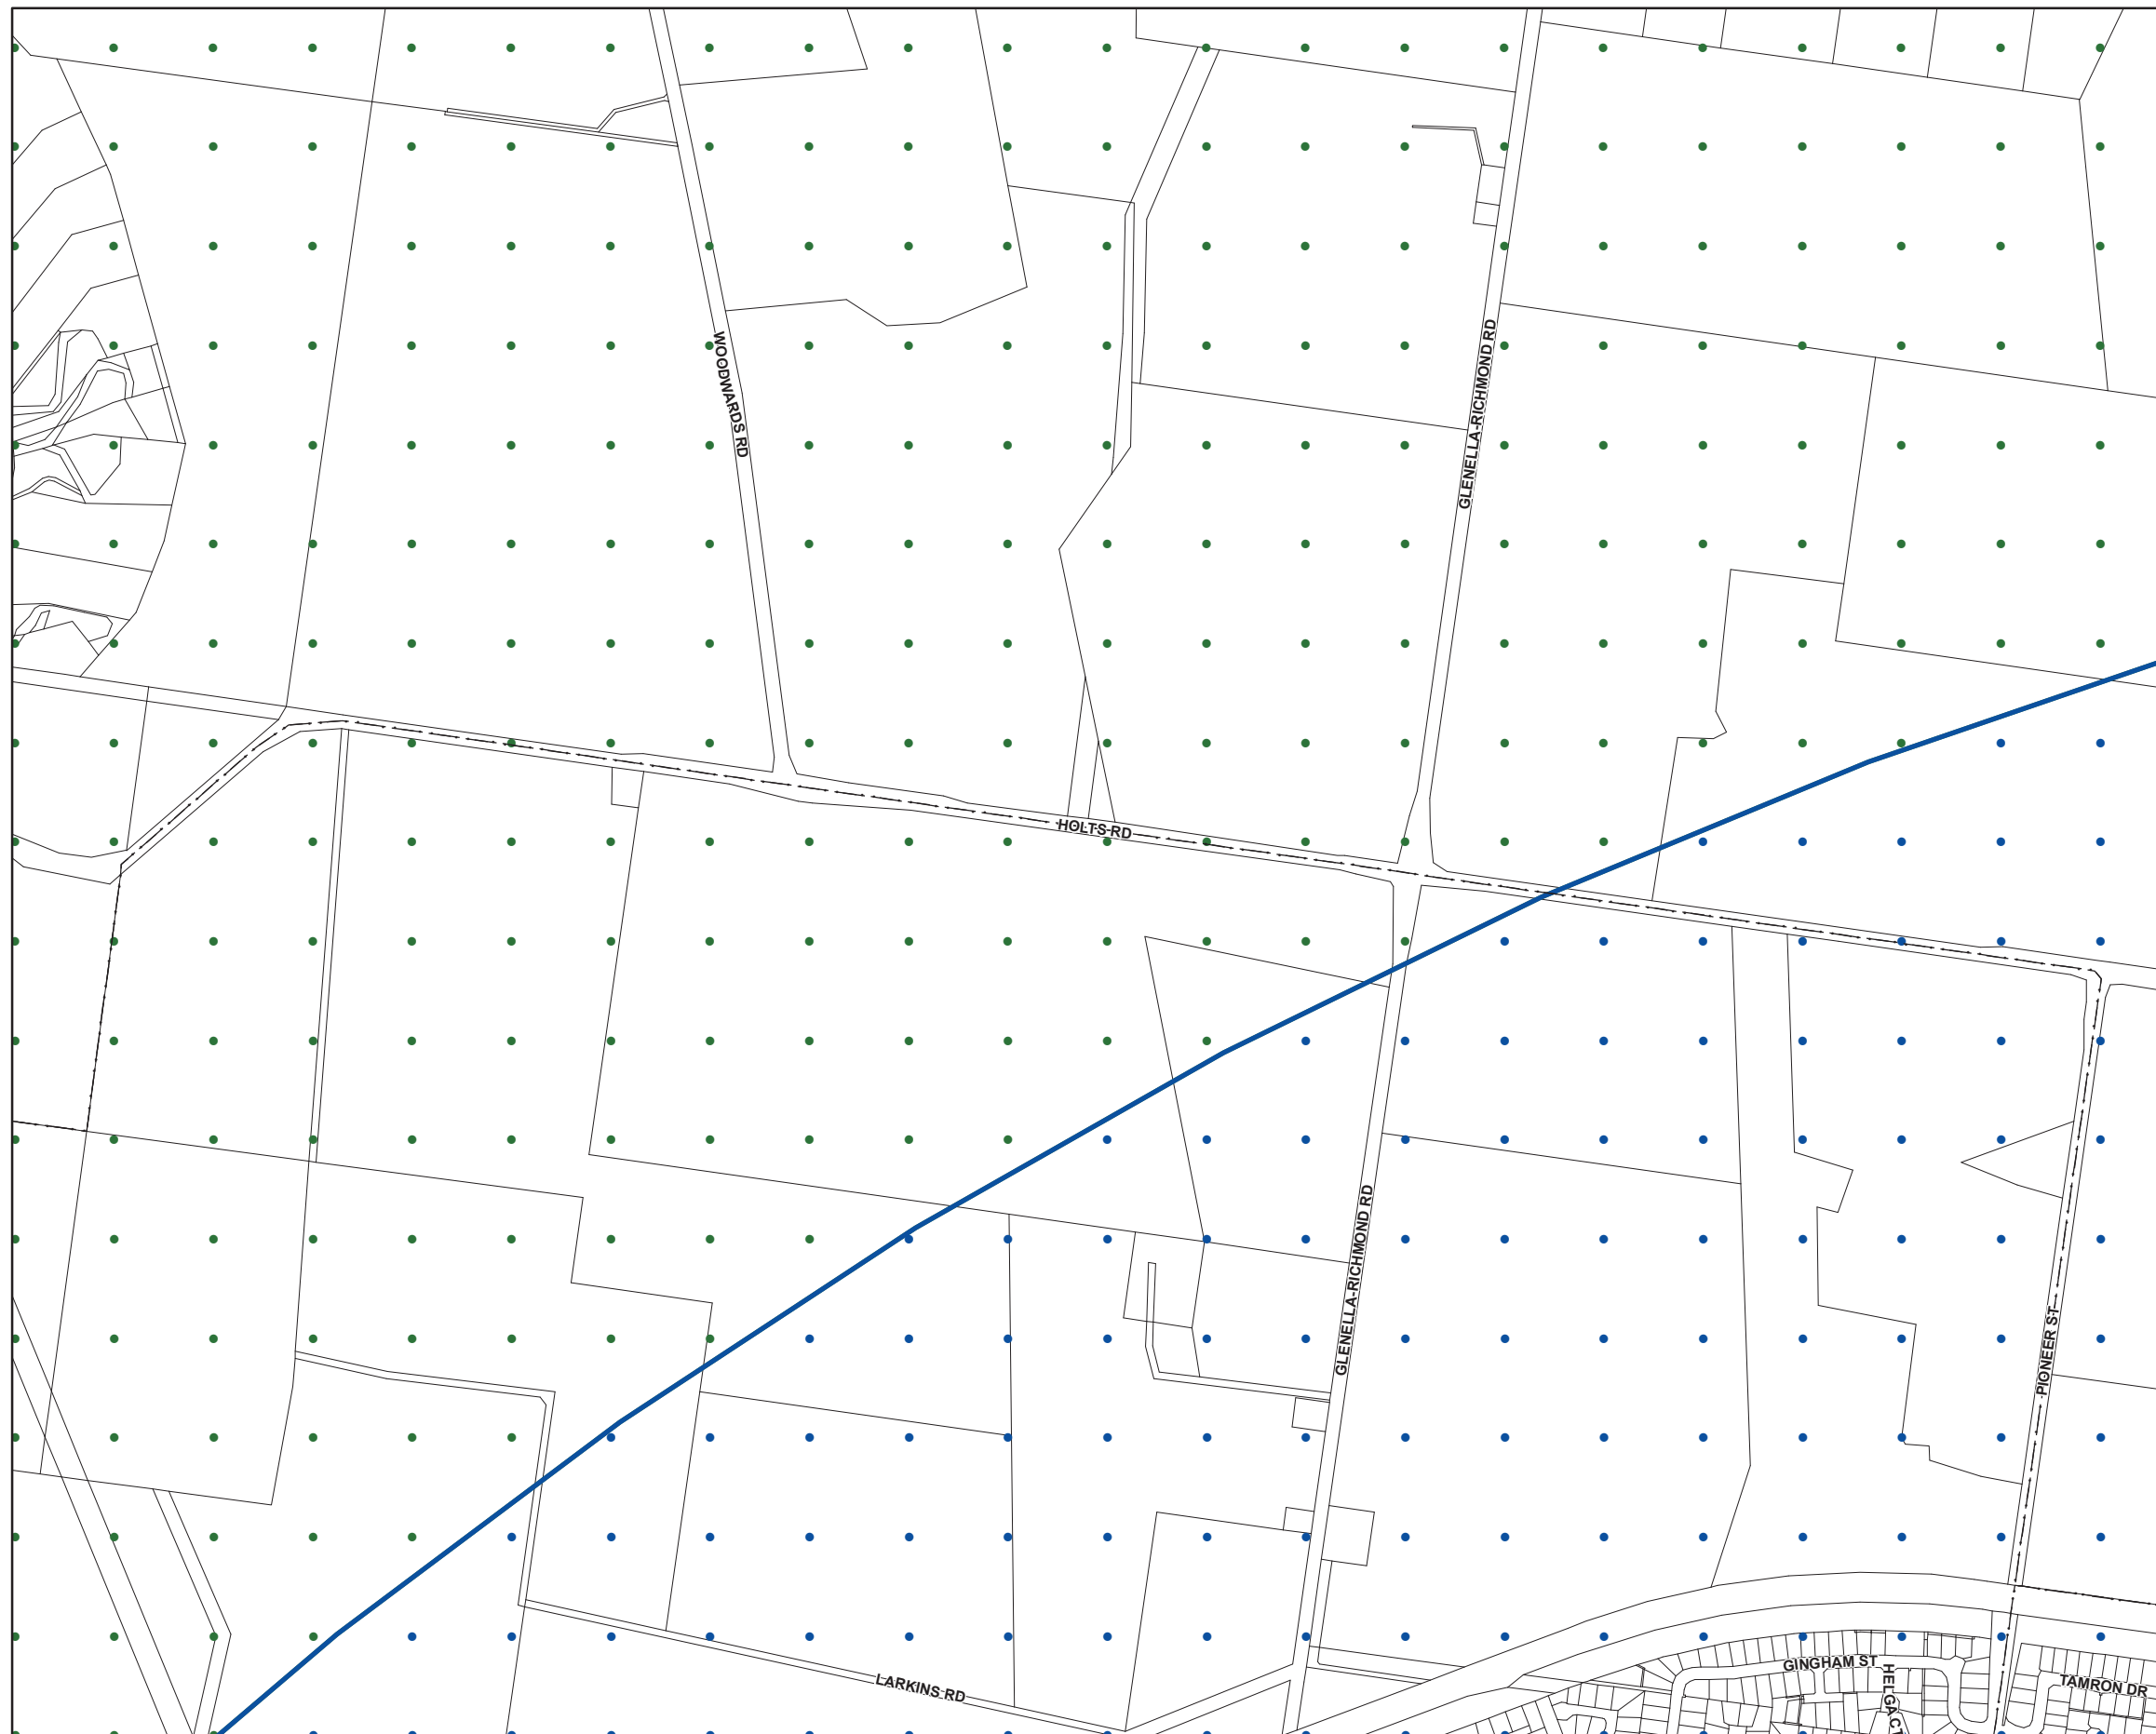 WOODWARDS RD
GLENELLA-RICHMOND RD
HOLTS RD
GLENELLA-RICHMOND RD
PIONEER ST
LARKINS RD
GINGHAM ST
HELGA CT
TAMRON DR